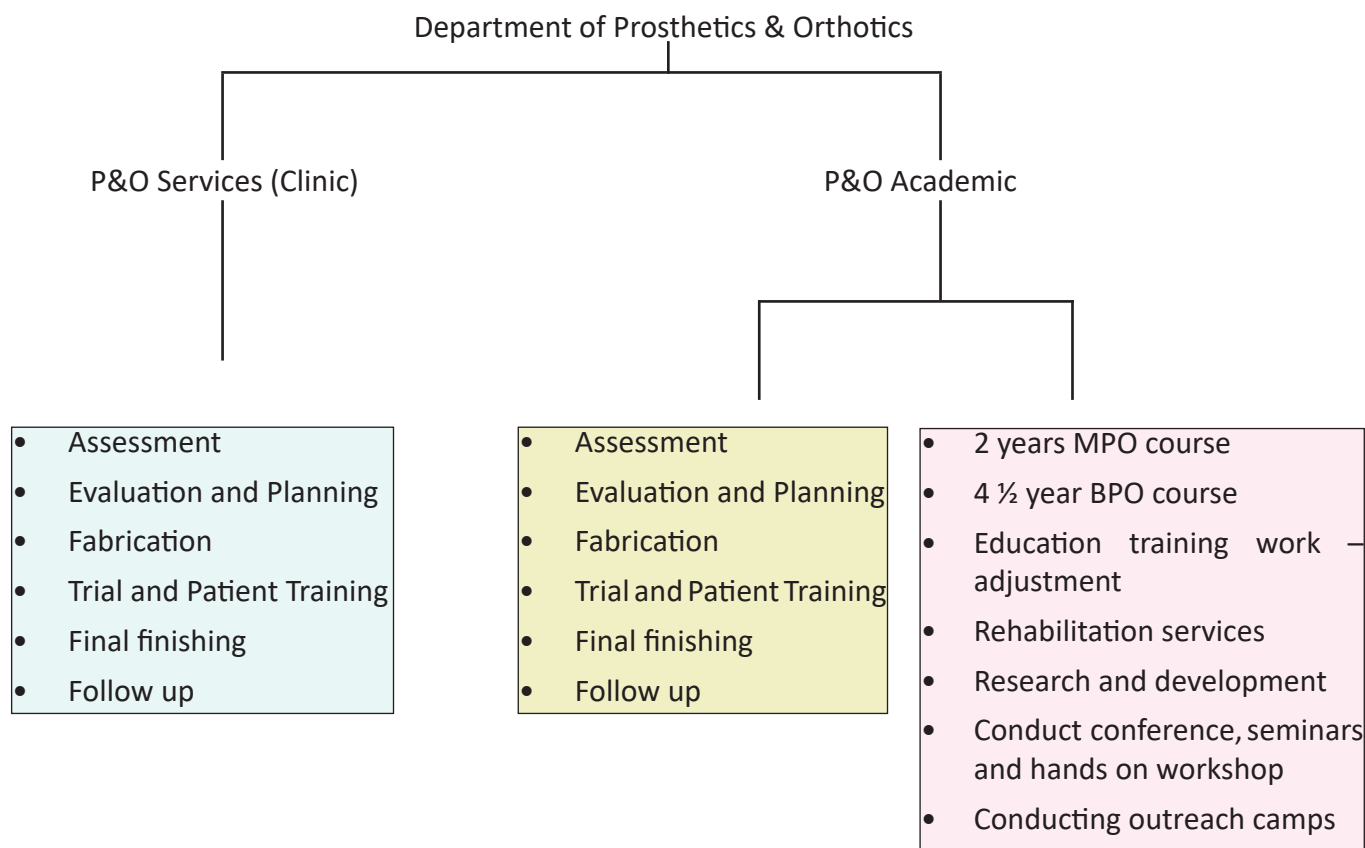 Department of Prosthetics & Orthotics
P&O Services (Clinic)
P&O Academic
• Assessment
• Evaluation and Planning
• Fabrication
• Trial and Patient Training
• Final finishing
• Follow up
• Assessment
• Evaluation and Planning
• Fabrication
• Trial and Patient Training
• Final finishing
• Follow up
• 2 years MPO course
• 4 ½ year BPO course
• Education training work –
adjustment
• Rehabilitation services
• Research and development
• Conduct conference, seminars
and hands on workshop
• Conducting outreach camps